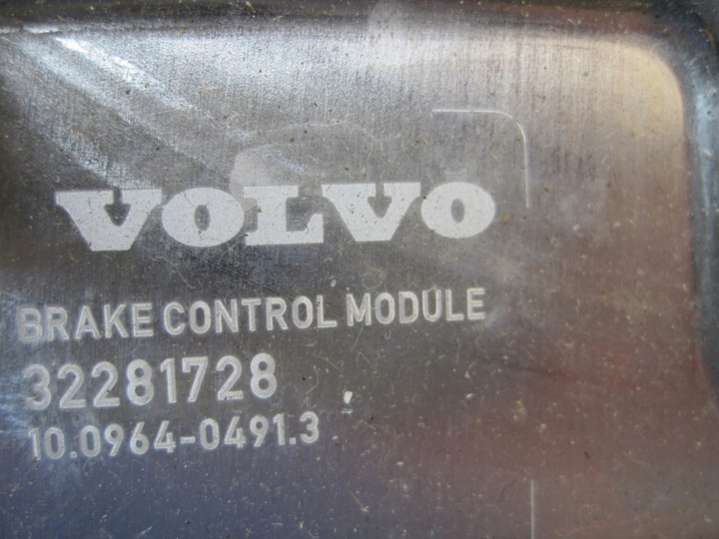 VOLVO
BRAKE CONTROL MODULE
32281728
10.0964-0491.3